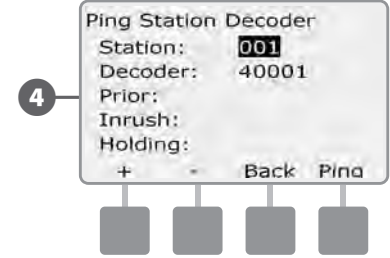 Ping Station Decoder
Station: 001
Decoder: 40001
Prior:
Inrush:
Holding:
+ - Back Ping
4